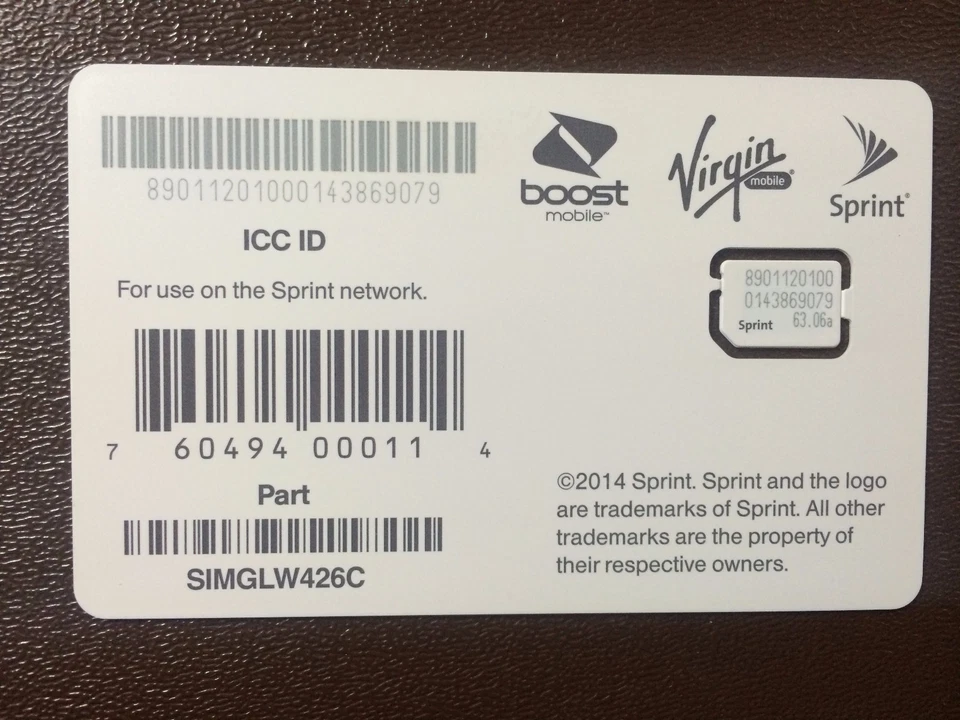 89011201000143869079
ICC ID
For use on the Sprint network.
7 60494 00011 4
Part
SIMGLW426C
boost
mobile™
Virgin
mobile®
Sprint®
8901120100
0143869079
Sprint 63.06a
©2014 Sprint. Sprint and the logo
are trademarks of Sprint. All other
trademarks are the property of
their respective owners.